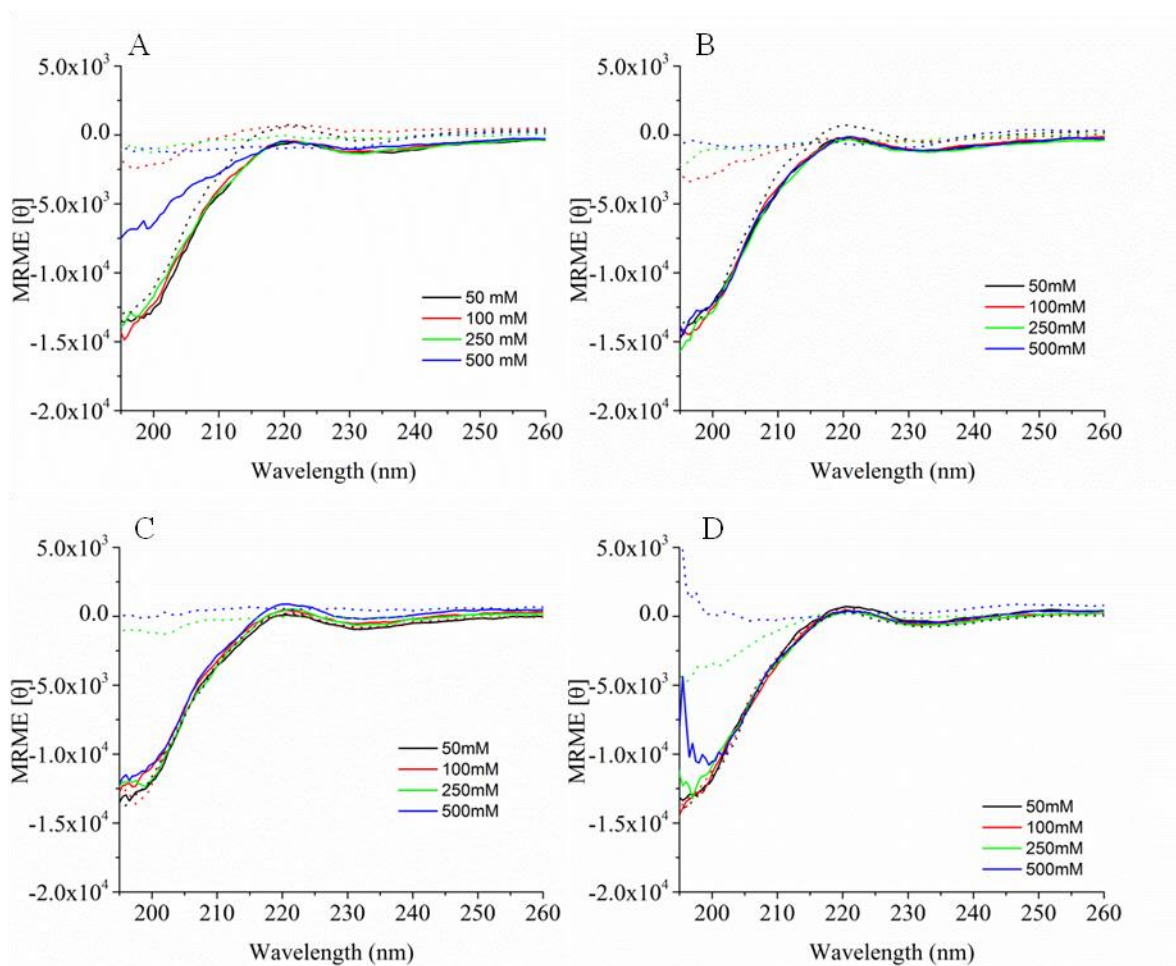 A
5.0x10³
0.0
-5.0x10³
-1.0x10⁴
-1.5x10⁴
-2.0x10⁴
MRME [θ]
50 mM
100 mM
250 mM
500 mM
200 210 220 230 240 250 260
Wavelength (nm)
B
5.0x10³
0.0
-5.0x10³
-1.0x10⁴
-1.5x10⁴
-2.0x10⁴
MRME [θ]
50mM
100mM
250mM
500mM
200 210 220 230 240 250 260
Wavelength (nm)
C
5.0x10³
0.0
-5.0x10³
-1.0x10⁴
-1.5x10⁴
-2.0x10⁴
MRME [θ]
50mM
100mM
250mM
500mM
200 210 220 230 240 250 260
Wavelength (nm)
D
5.0x10³
0.0
-5.0x10³
-1.0x10⁴
-1.5x10⁴
-2.0x10⁴
MRME [θ]
50mM
100mM
250mM
500mM
200 210 220 230 240 250 260
Wavelength (nm)